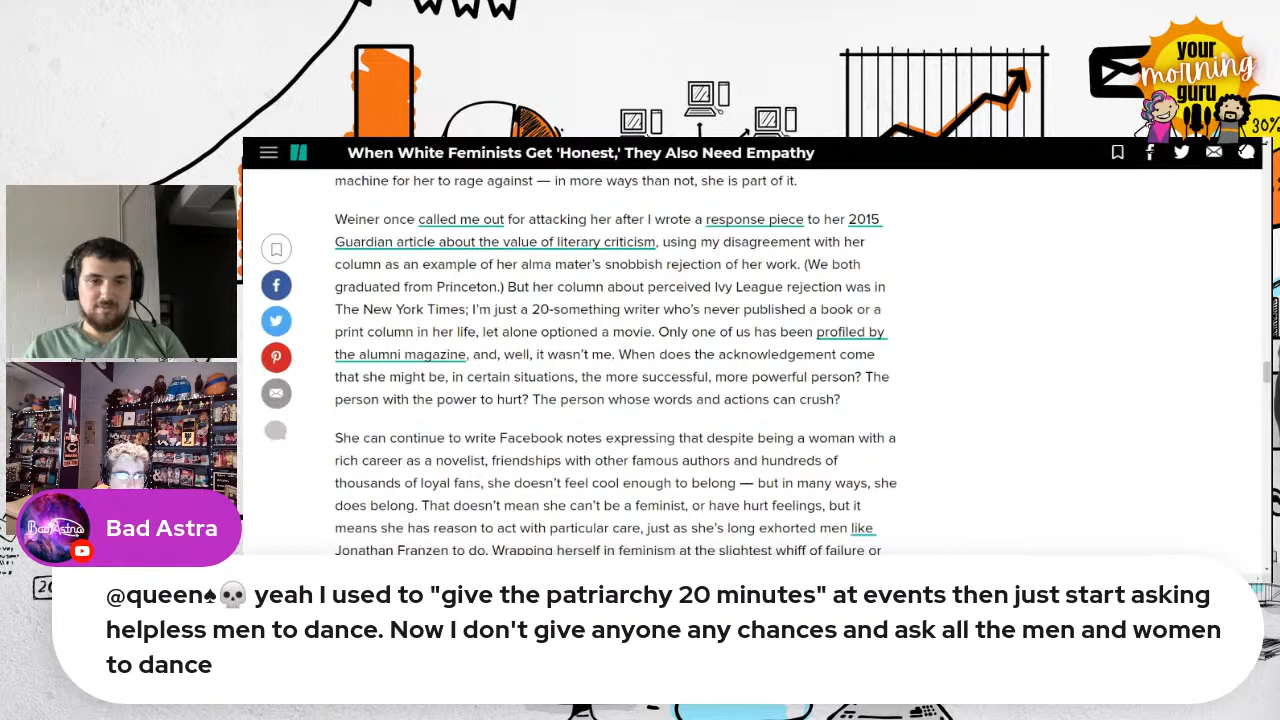 your
morning
guru
30%
When White Feminists Get 'Honest,' They Also Need Empathy
machine for her to rage against — in more ways than not, she is part of it.
Weiner once called me out for attacking her after I wrote a response piece to her 2015
Guardian article about the value of literary criticism, using my disagreement with her
column as an example of her alma mater's snobbish rejection of her work. (We both
graduated from Princeton.) But her column about perceived Ivy League rejection was in
The New York Times; I'm just a 20-something writer who's never published a book or a
print column in her life, let alone optioned a movie. Only one of us has been profiled by
the alumni magazine, and, well, it wasn't me. When does the acknowledgement come
that she might be, in certain situations, the more successful, more powerful person? The
person with the power to hurt? The person whose words and actions can crush?
She can continue to write Facebook notes expressing that despite being a woman with a
rich career as a novelist, friendships with other famous authors and hundreds of
thousands of loyal fans, she doesn't feel cool enough to belong — but in many ways, she
does belong. That doesn't mean she can't be a feminist, or have hurt feelings, but it
means she has reason to act with particular care, just as she's long exhorted men like
Jonathan Franzen to do. Wrapping herself in feminism at the slightest whiff of failure or
BadAstra
Bad Astra
@queen♠💀 yeah I used to "give the patriarchy 20 minutes" at events then just start asking
helpless men to dance. Now I don't give anyone any chances and ask all the men and women
to dance